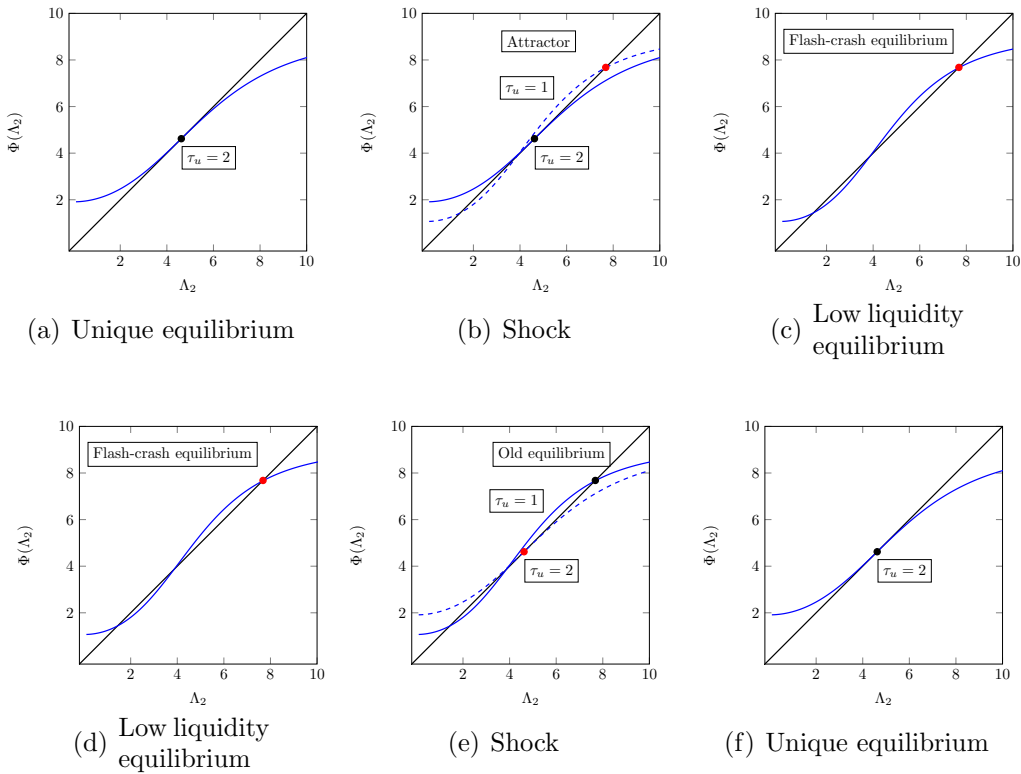 10
8
6
4
2
Φ(Λ₂)
τᵤ = 2
2 4 6 8 10
Λ₂
(a) Unique equilibrium
10
8
6
4
2
Φ(Λ₂)
Attractor
τᵤ = 1
τᵤ = 2
2 4 6 8 10
Λ₂
(b) Shock
10
8
6
4
2
Φ(Λ₂)
Flash-crash equilibrium
2 4 6 8 10
Λ₂
(c) Low liquidity
equilibrium
10
8
6
4
2
Φ(Λ₂)
Flash-crash equilibrium
2 4 6 8 10
Λ₂
(d) Low liquidity
equilibrium
10
8
6
4
2
Φ(Λ₂)
Old equilibrium
τᵤ = 1
τᵤ = 2
2 4 6 8 10
Λ₂
(e) Shock
10
8
6
4
2
Φ(Λ₂)
τᵤ = 2
2 4 6 8 10
Λ₂
(f) Unique equilibrium